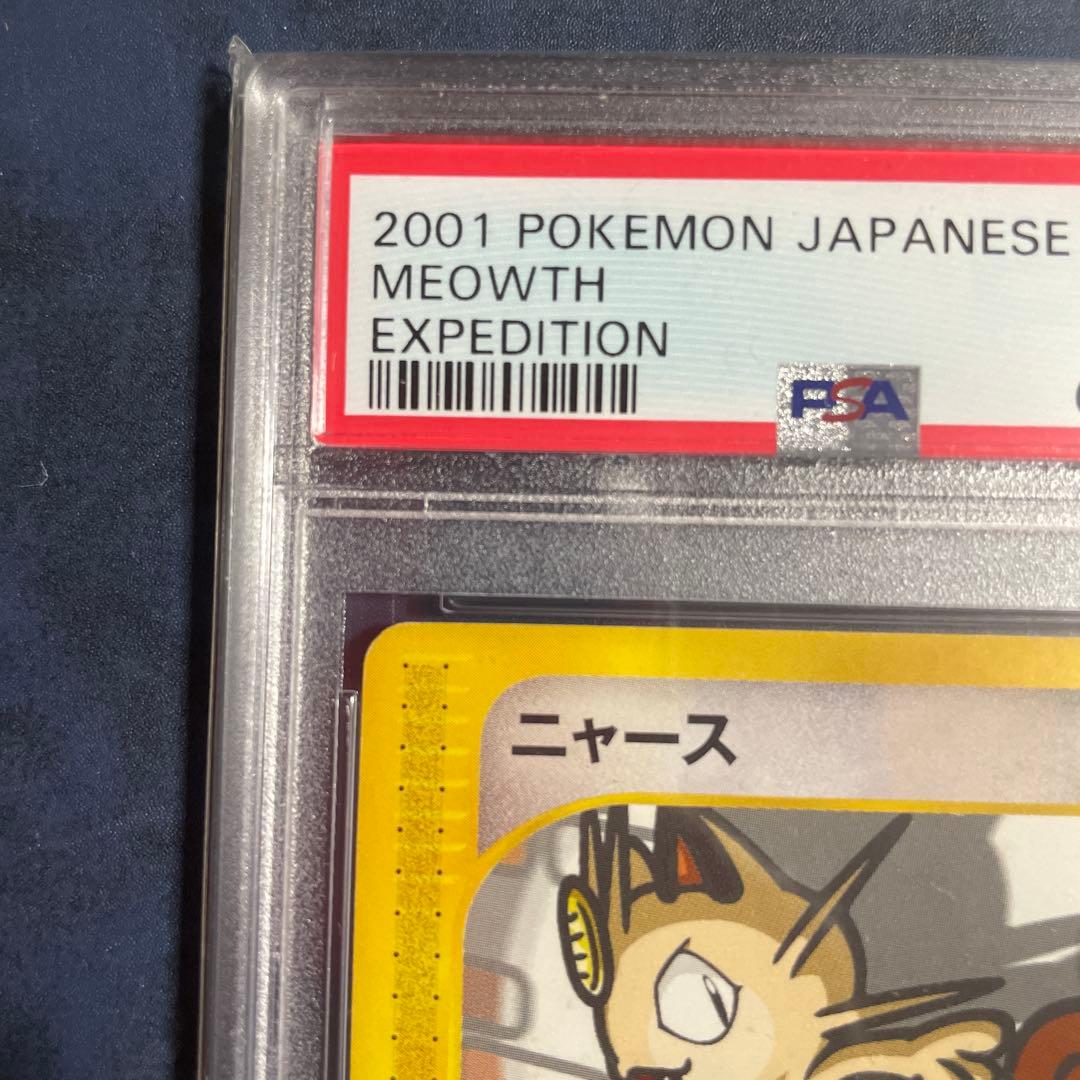 2001 POKEMON JAPANESE
MEOWTH
EXPEDITION
PSA
ニャース